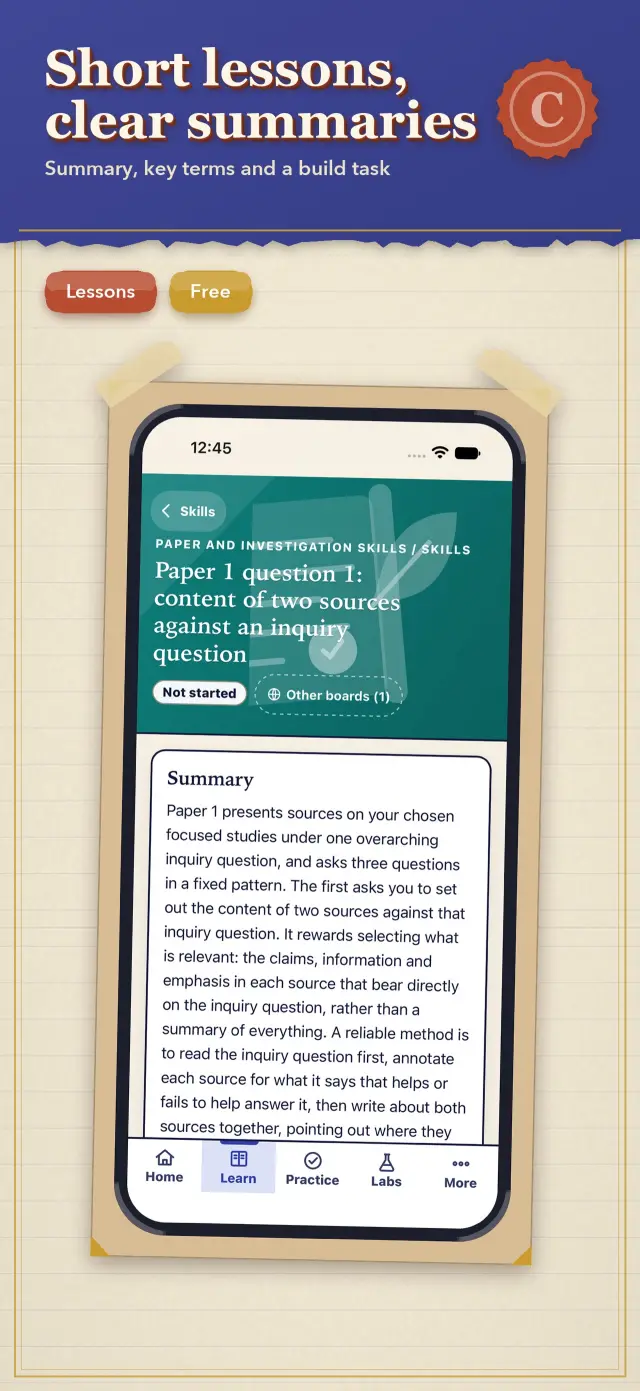 Short lessons,
clear summaries
Summary, key terms and a build task
C
Lessons
Free
12:45
Skills
PAPER AND INVESTIGATION SKILLS / SKILLS
Paper 1 question 1:
content of two sources
against an inquiry
question
Not started
Other boards (1)
Summary
Paper 1 presents sources on your chosen
focused studies under one overarching
inquiry question, and asks three questions
in a fixed pattern. The first asks you to set
out the content of two sources against that
inquiry question. It rewards selecting what
is relevant: the claims, information and
emphasis in each source that bear directly
on the inquiry question, rather than a
summary of everything. A reliable method is
to read the inquiry question first, annotate
each source for what it says that helps or
fails to help answer it, then write about both
sources together, pointing out where they
Home
Learn
Practice
Labs
More